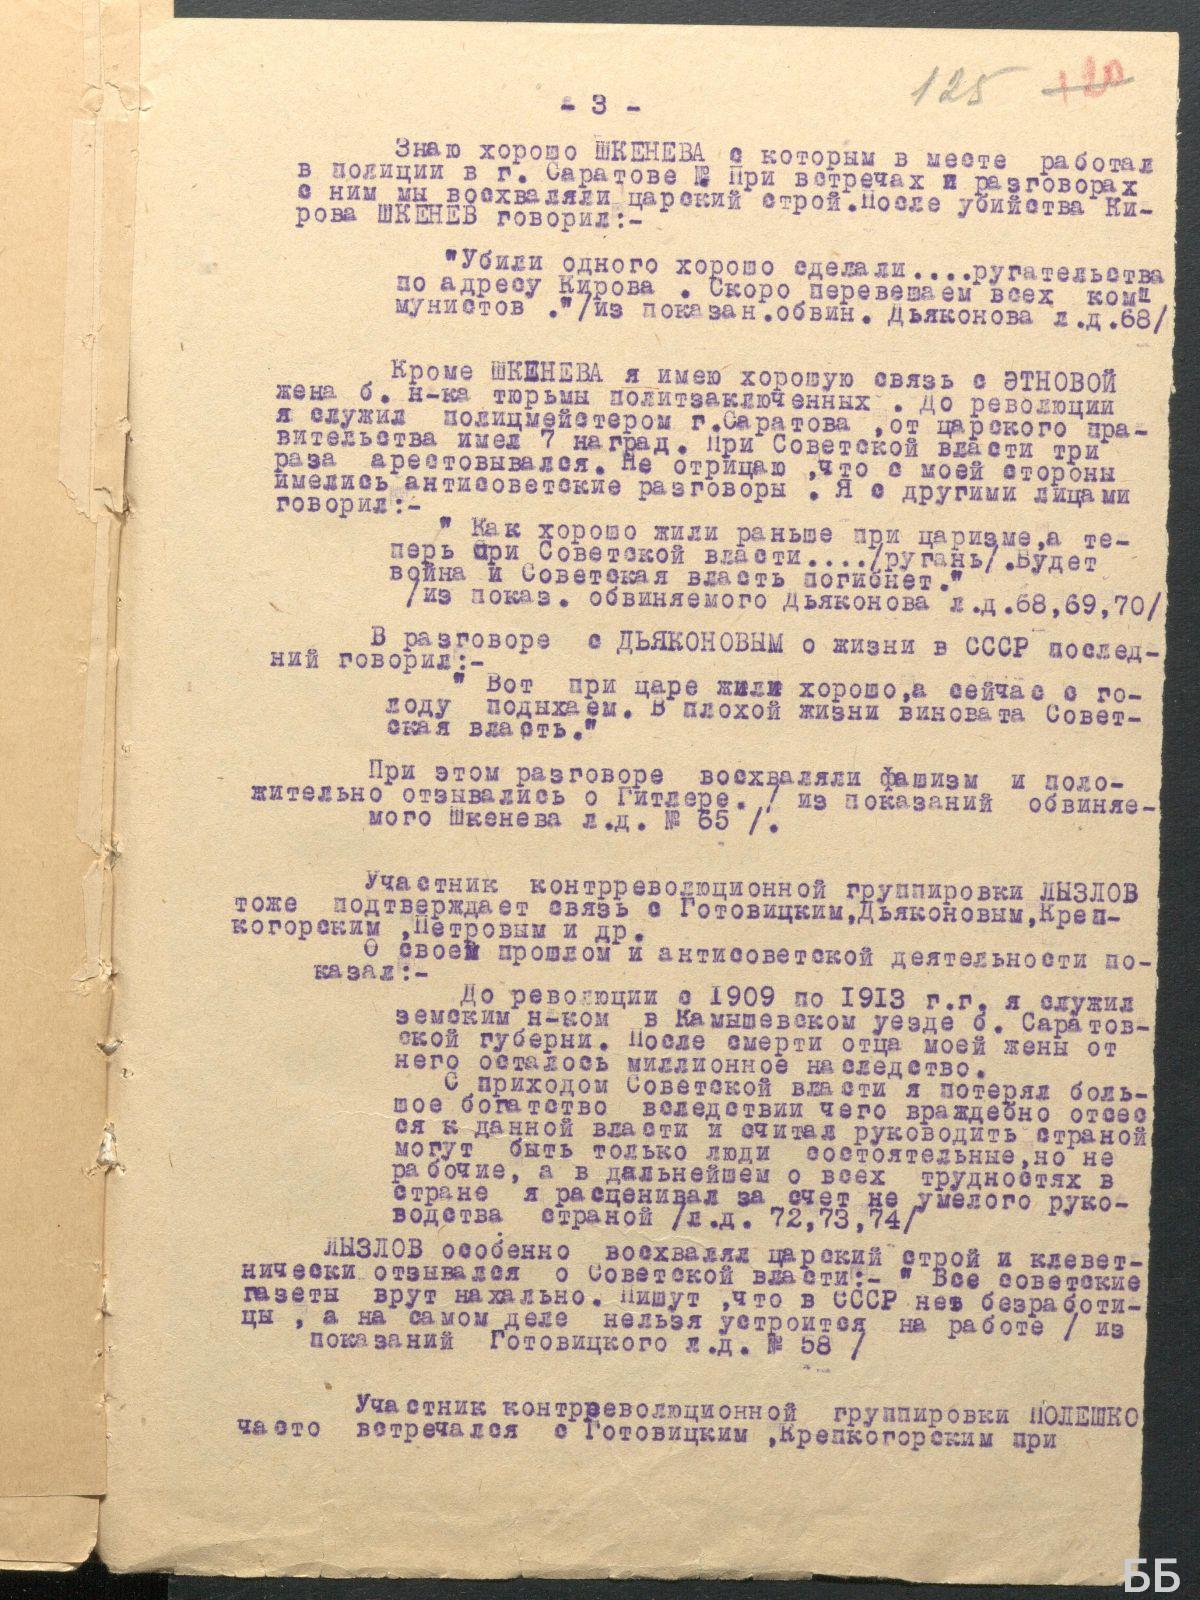 125 120
- 3 -
Знаю хорошо ШКЕНЕВА с которым в месте работал
в полиции в г. Саратове №. При встречах и разговорах
с ним мы восхваляли царский строй.После убийства Ки-
рова ШКЕНЕВ говорил:-
"Убили одного хорошо сделали....ругательства
по адресу Кирова . Скоро перевешаем всех комш
мунистов ."/Из показан.обвин. Дьяконова л.д.68/
Кроме ШКЕНЕВА я имею хорошую связь с ЭТНОВОЙ
жена б. н-ка тюрьмы политзаключенных . До революции
я служил полицмейстером г.Саратова ,от царского пра-
вительства имел 7 наград. При Советской власти три
раза арестовывался. Не отрицаю ,что с моей стороны
имелись антисоветские разговоры . Я с другими лицами
говорил:-
" Как хорошо жили раньше при царизме,а те-
перь при Советской власти..../ругань/.Будет
война и Советская власть погибнет."
/из показ. обвиняемого Дьяконова л.д.68,69,70/
В разговоре с ДЬЯКОНОВЫМ о жизни в СССР послед-
ний говорил:-
" Вот при царе жили хорошо,а сейчас с го-
лоду подыхаем. В плохой жизни виновата Совет-
ская власть."
При этом разговоре восхваляли фашизм и поло-
жительно отзывались о Гитлере. / из показаний обвиняе-
мого Шкенева л.д. № 65 /.
Участник контрреволюционной группировки ЛЫЗЛОВ
тоже подтверждает связь с Готовицким,Дьяконовым,Креп-
когорским ,Петровым и др.
О своем прошлом и антисоветской деятельности по-
казал:-
До революции с 1909 по 1913 г.г. я служил
земским н-ком в Камышевском уезде б. Саратов-
ской губерни. После смерти отца моей жены от
него осталось миллионное наследство.
С приходом Советской власти я потерял боль-
шое богатство вследствии чего враждебно отсес
ся к данной власти и считал руководить страной
могут быть только люди состоятельные,но не
рабочие, а в дальнейшем о всех трудностях в
стране я расценивал за счет не умелого руко-
водства страной /л.д. 72,73,74/
ЛЫЗЛОВ особенно восхвалял царский строй и клевет-
нически отзывался о Советской власти:- " Все советские
газеты врут нахально. Пишут ,что в СССР нев безработи-
цы , а на самом деле нельзя устроится на работе / из
показаний Готовицкого л.д. № 58 /
Участник контрреволюционной группировки ПОЛЕШКО
часто встречался с Готовицким ,Крепкогорским при
ББ